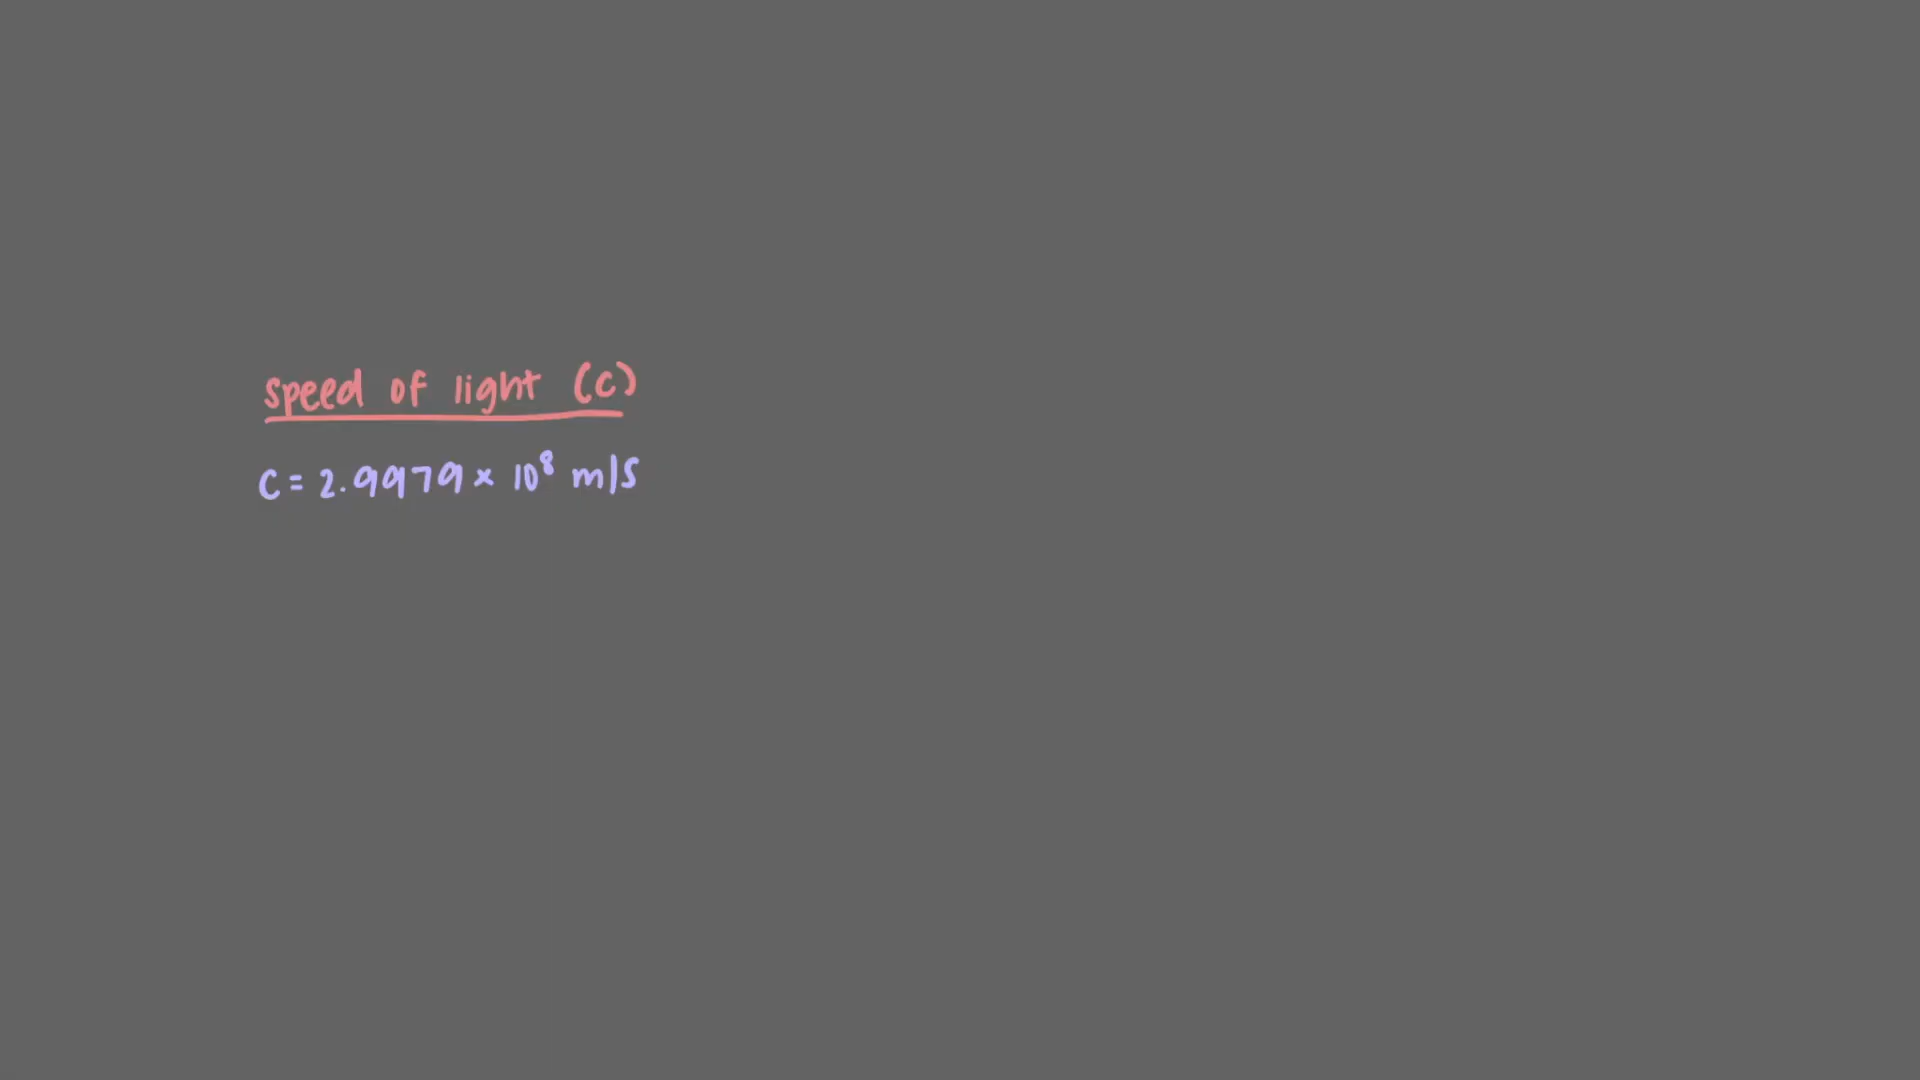 speed of light (c)
c = 2.9979 × 10⁸ m/s